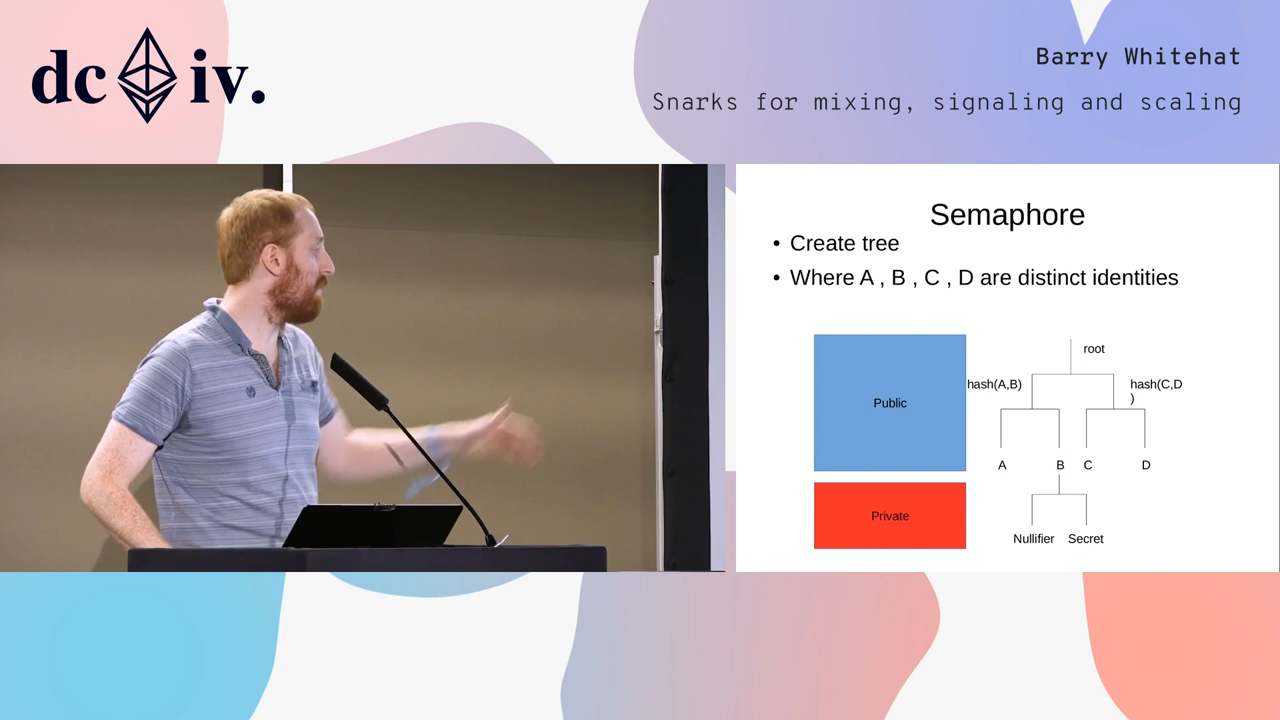 dc iv.
Barry Whitehat
Snarks for mixing, signaling and scaling
Semaphore
• Create tree
• Where A , B , C , D are distinct identities
root
hash(A,B)
hash(C,D
)
Public
A
B
C
D
Private
Nullifier
Secret